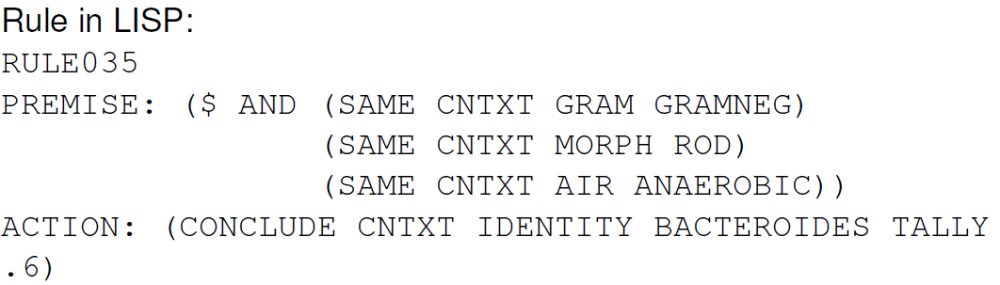 Rule in LISP:
RULE035
PREMISE: ($ AND (SAME CNTXT GRAM GRAMNEG)
(SAME CNTXT MORPH ROD)
(SAME CNTXT AIR ANAEROBIC))
ACTION: (CONCLUDE CNTXT IDENTITY BACTEROIDES TALLY
.6)